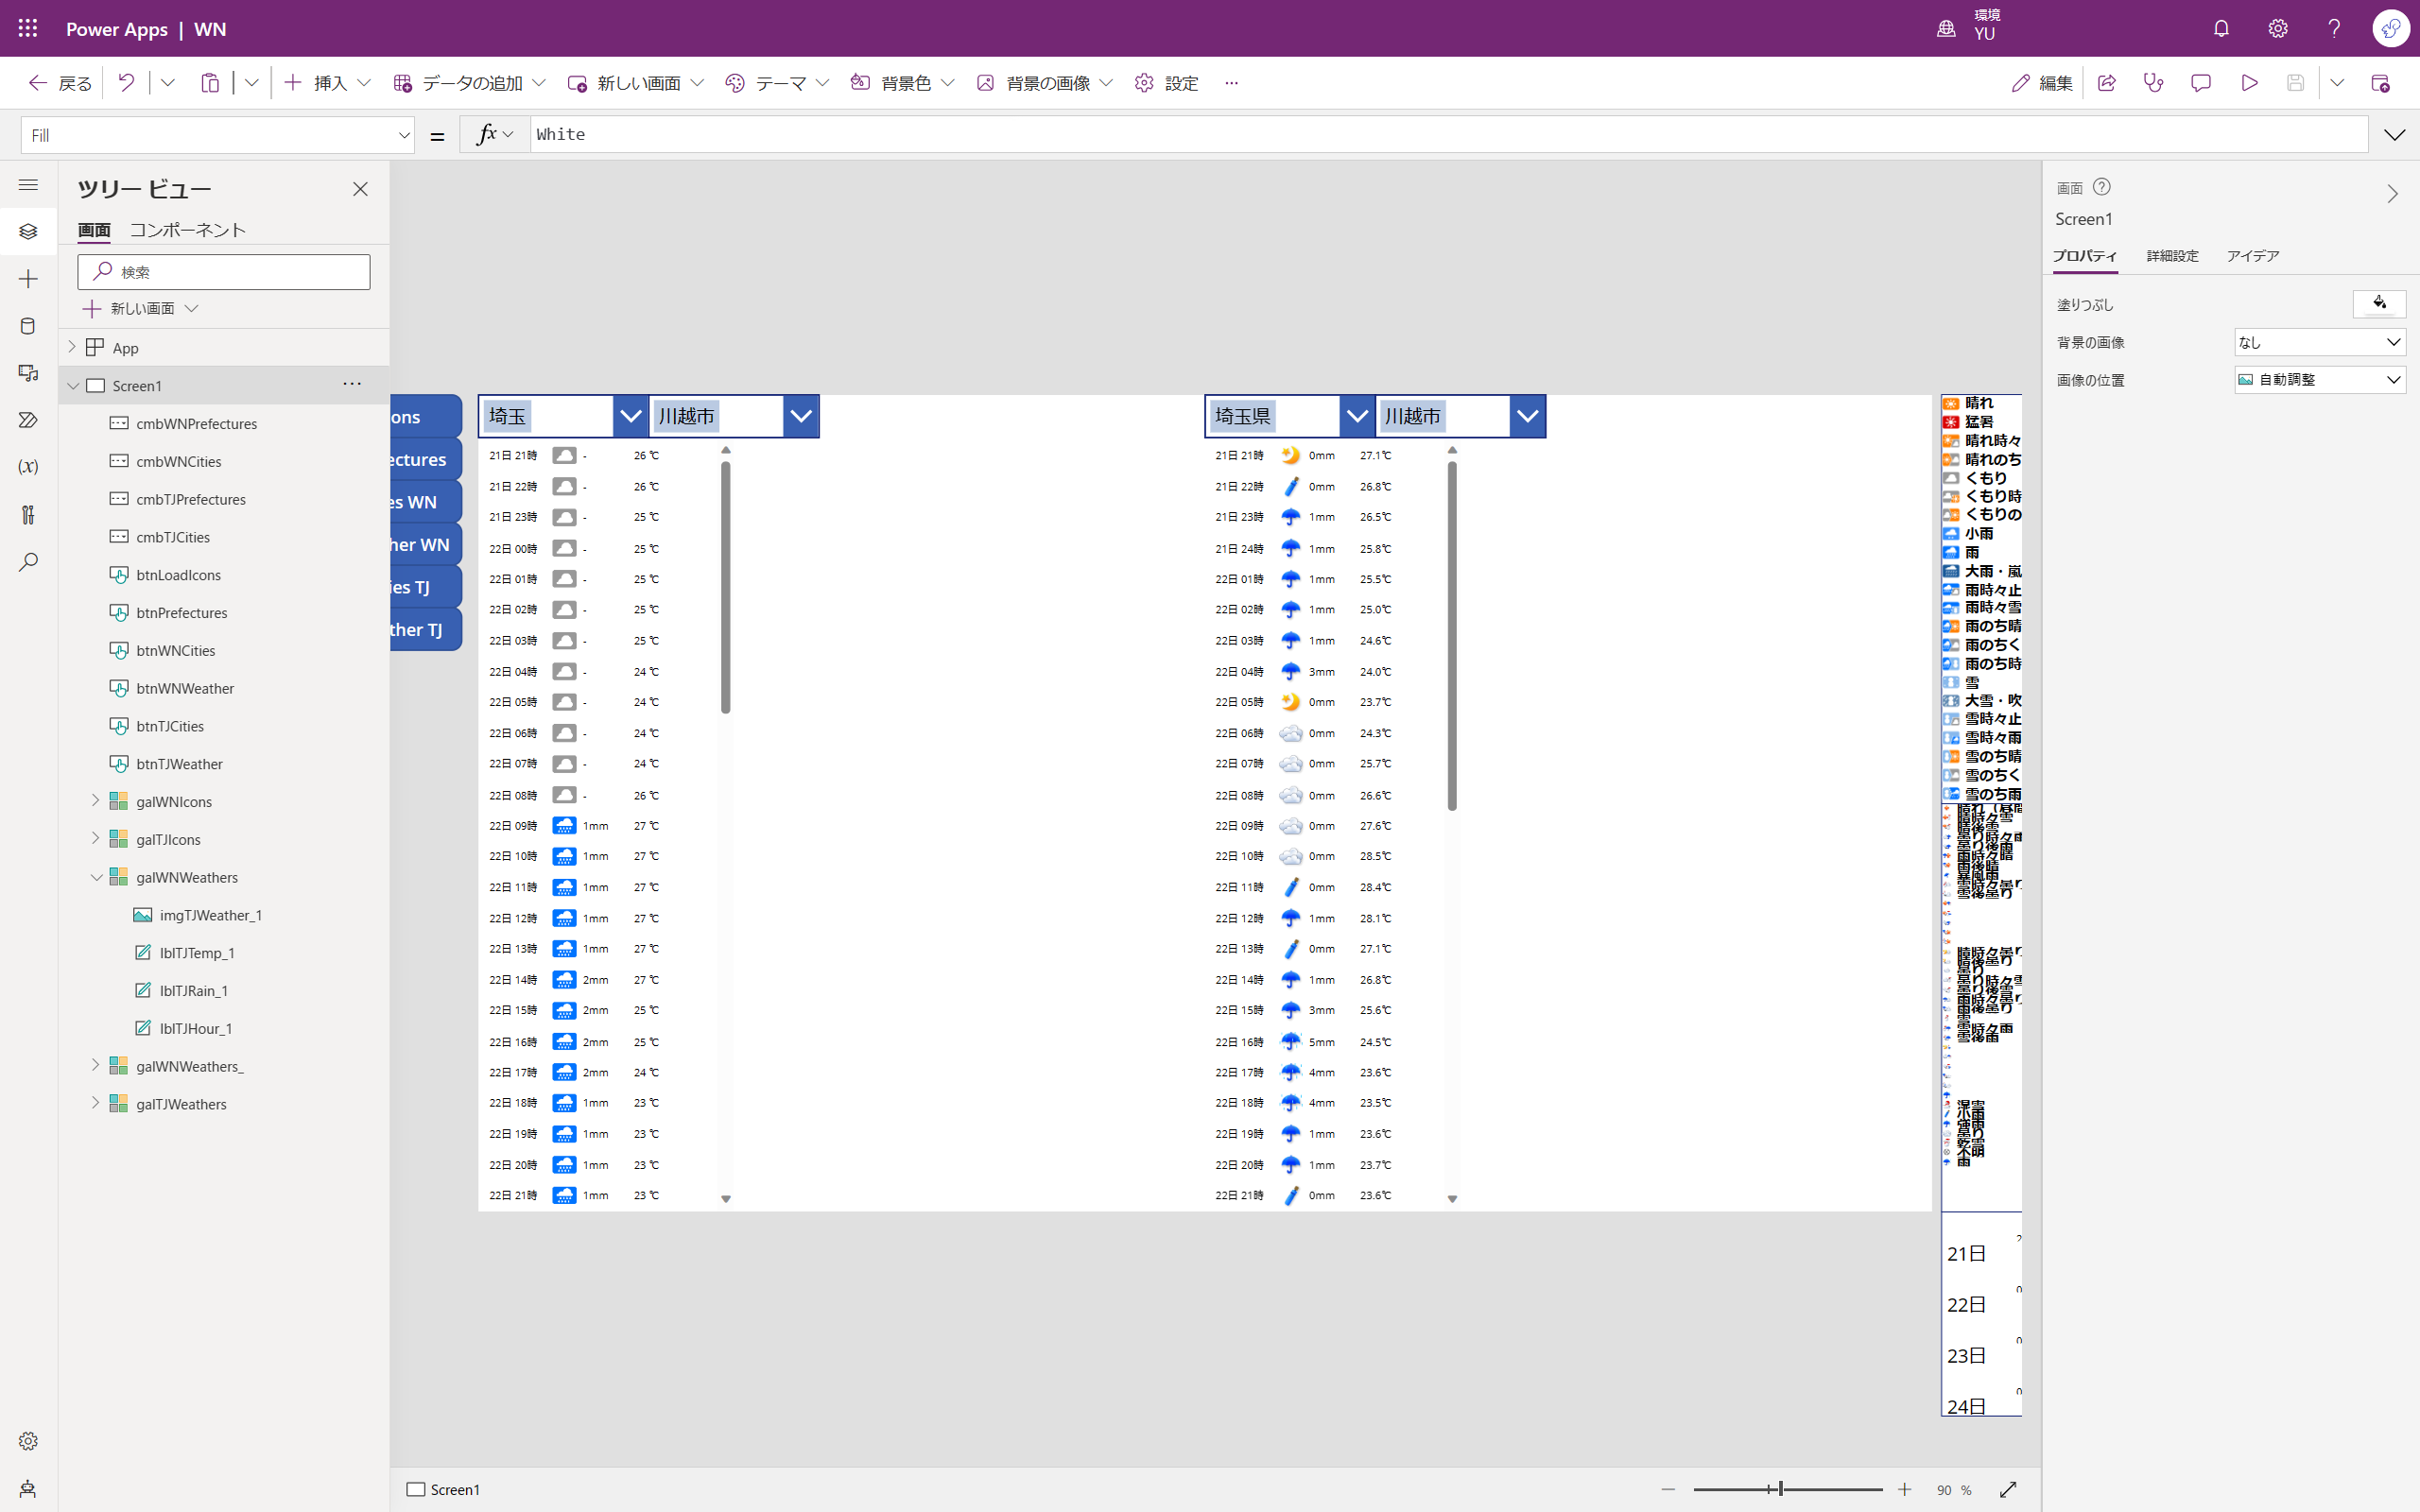 Power Apps | WN
環境
YU
戻る
挿入
データの追加
新しい画面
テーマ
背景色
背景の画像
設定
編集
Fill
=
fx
White
ツリー ビュー
画面
コンポーネント
検索
新しい画面
App
Screen1
cmbWNPrefectures
cmbWNCities
cmbTJPrefectures
cmbTJCities
btnLoadIcons
btnPrefectures
btnWNCities
btnWNWeather
btnTJCities
btnTJWeather
galWNIcons
galTJIcons
galWNWeathers
imgTJWeather_1
lblTJTemp_1
lblTJRain_1
lblTJHour_1
galWNWeathers_
galTJWeathers
ons
ectures
es WN
her WN
ies TJ
ther TJ
埼玉
川越市
21日 21時 - 26 ℃
21日 22時 - 26 ℃
21日 23時 - 25 ℃
22日 00時 - 25 ℃
22日 01時 - 25 ℃
22日 02時 - 25 ℃
22日 03時 - 25 ℃
22日 04時 - 24 ℃
22日 05時 - 24 ℃
22日 06時 - 24 ℃
22日 07時 - 24 ℃
22日 08時 - 26 ℃
22日 09時 1mm 27 ℃
22日 10時 1mm 27 ℃
22日 11時 1mm 27 ℃
22日 12時 1mm 27 ℃
22日 13時 1mm 27 ℃
22日 14時 2mm 27 ℃
22日 15時 2mm 25 ℃
22日 16時 2mm 25 ℃
22日 17時 2mm 24 ℃
22日 18時 1mm 23 ℃
22日 19時 1mm 23 ℃
22日 20時 1mm 23 ℃
22日 21時 1mm 23 ℃
埼玉県
川越市
21日 21時 0mm 27.1℃
21日 22時 0mm 26.8℃
21日 23時 1mm 26.5℃
21日 24時 1mm 25.8℃
22日 01時 1mm 25.5℃
22日 02時 1mm 25.0℃
22日 03時 1mm 24.6℃
22日 04時 3mm 24.0℃
22日 05時 0mm 23.7℃
22日 06時 0mm 24.3℃
22日 07時 0mm 25.7℃
22日 08時 0mm 26.6℃
22日 09時 0mm 27.6℃
22日 10時 0mm 28.5℃
22日 11時 0mm 28.4℃
22日 12時 1mm 28.1℃
22日 13時 0mm 27.1℃
22日 14時 1mm 26.8℃
22日 15時 3mm 25.6℃
22日 16時 5mm 24.5℃
22日 17時 4mm 23.6℃
22日 18時 4mm 23.5℃
22日 19時 1mm 23.6℃
22日 20時 1mm 23.7℃
22日 21時 0mm 23.6℃
晴れ
猛暑
晴れ時々
晴れのち
くもり
くもり時
くもりの
小雨
雨
大雨・嵐
雨時々止
雨時々雪
雨のち晴
雨のちく
雨のち時
雪
大雪・吹
雪時々止
雪時々雨
雪のち晴
雪のちく
雪のち雨
21日
22日
23日
24日
画面
Screen1
プロパティ
詳細設定
アイデア
塗りつぶし
背景の画像
なし
画像の位置
自動調整
Screen1
90 %